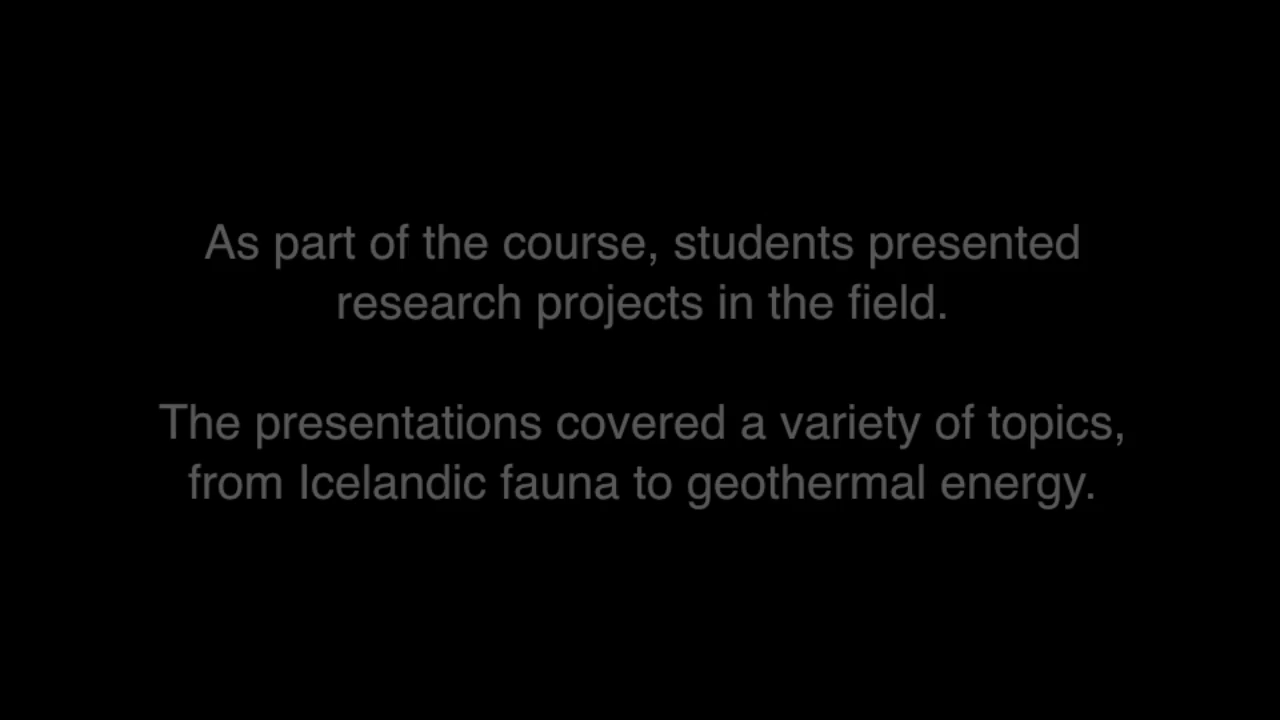 As part of the course, students presented
research projects in the field.
The presentations covered a variety of topics,
from Icelandic fauna to geothermal energy.